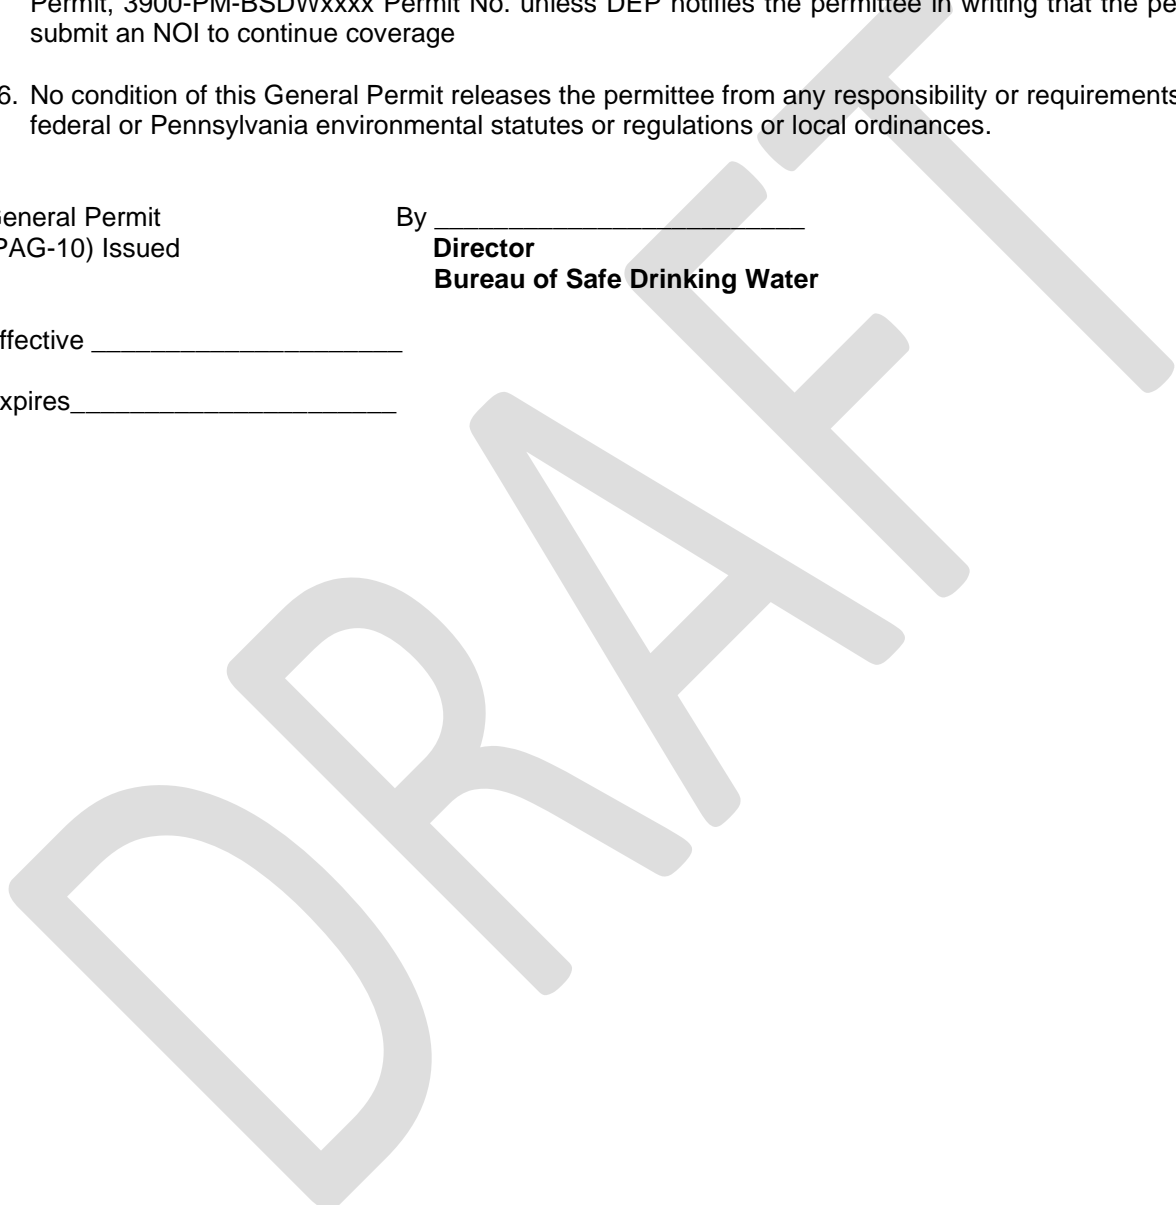 Permit, 3900-PM-BSDWxxxx Permit No. unless DEP notifies the permittee in writing that the pe
submit an NOI to continue coverage
6. No condition of this General Permit releases the permittee from any responsibility or requirements
federal or Pennsylvania environmental statutes or regulations or local ordinances.
eneral Permit By ___________________________
PAG-10) Issued Director
Bureau of Safe Drinking Water
ffective _____________________
xpires______________________
DRAFT